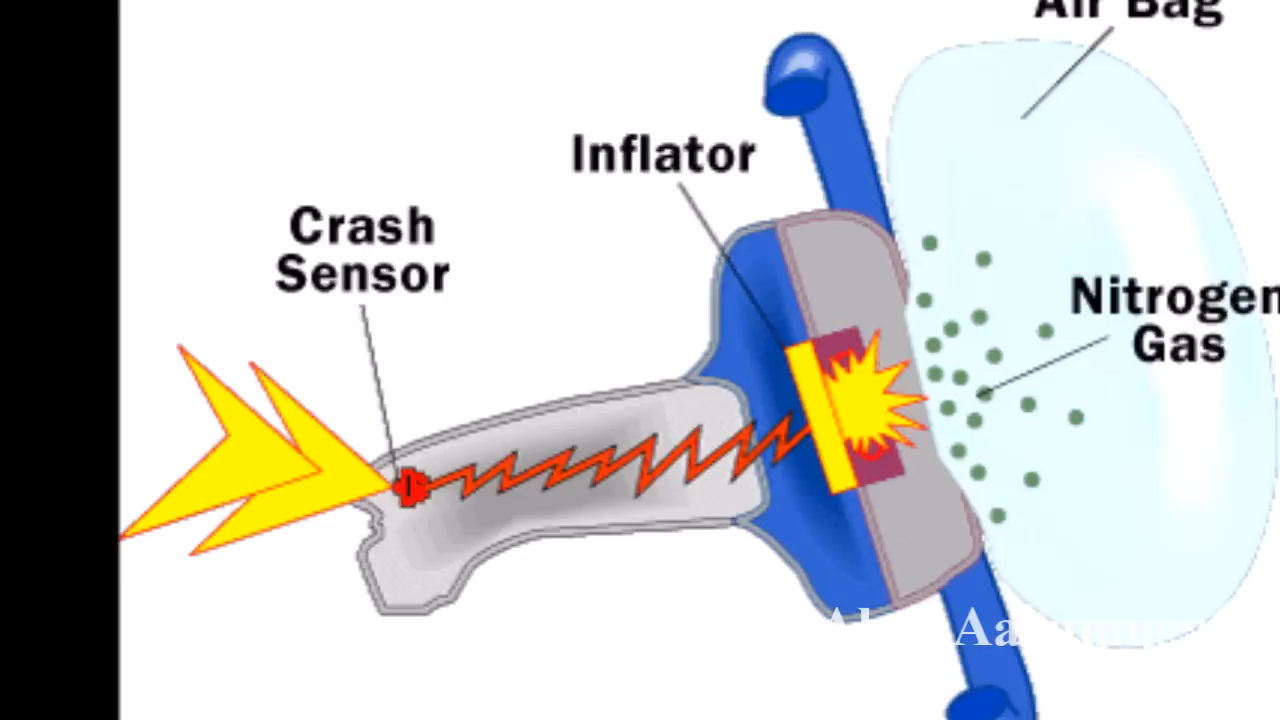 Air Bag
Inflator
Crash
Sensor
Nitrogen
Gas